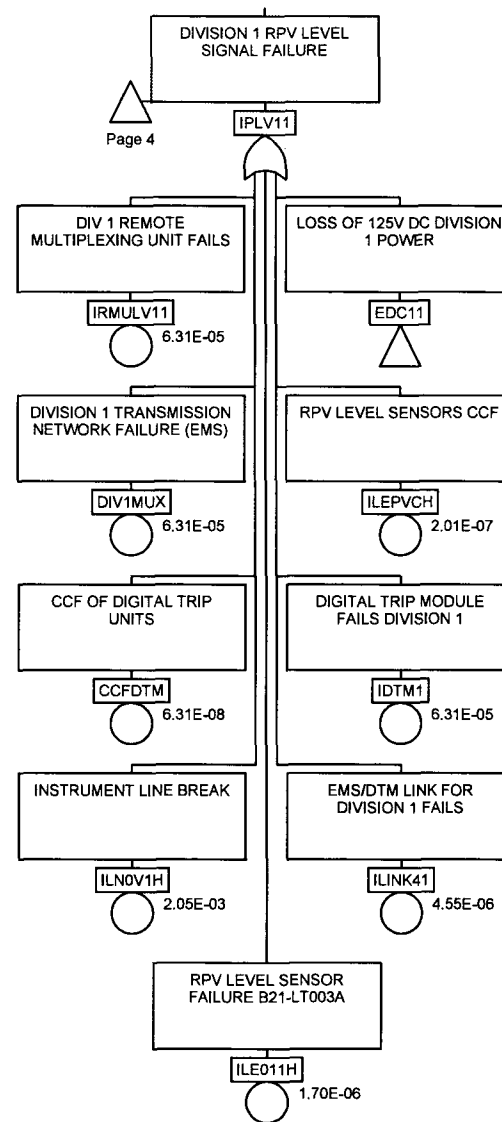 DIVISION 1 RPV LEVEL
SIGNAL FAILURE
Page 4
IPLV11
DIV 1 REMOTE
MULTIPLEXING UNIT FAILS
IRMULV11
6.31E-05
LOSS OF 125V DC DIVISION
1 POWER
EDC11
DIVISION 1 TRANSMISSION
NETWORK FAILURE (EMS)
DIV1MUX
6.31E-05
RPV LEVEL SENSORS CCF
ILEPVCH
2.01E-07
CCF OF DIGITAL TRIP
UNITS
CCFDTM
6.31E-08
DIGITAL TRIP MODULE
FAILS DIVISION 1
IDTM1
6.31E-05
INSTRUMENT LINE BREAK
ILN0V1H
2.05E-03
EMS/DTM LINK FOR
DIVISION 1 FAILS
ILINK41
4.55E-06
RPV LEVEL SENSOR
FAILURE B21-LT003A
ILE011H
1.70E-06